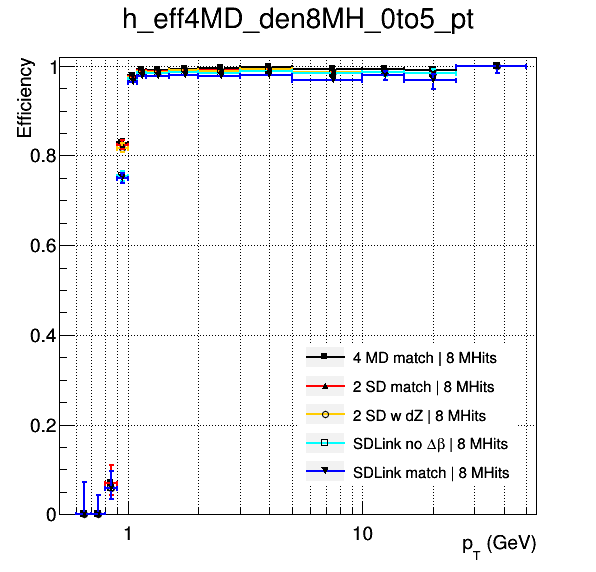 h_eff4MD_den8MH_0to5_pt
Efficiency
1
0.8
0.6
0.4
0.2
0
4 MD match | 8 MHits
2 SD match | 8 MHits
2 SD w dZ | 8 MHits
SDLink no Δβ | 8 MHits
SDLink match | 8 MHits
1 10
p_T (GeV)